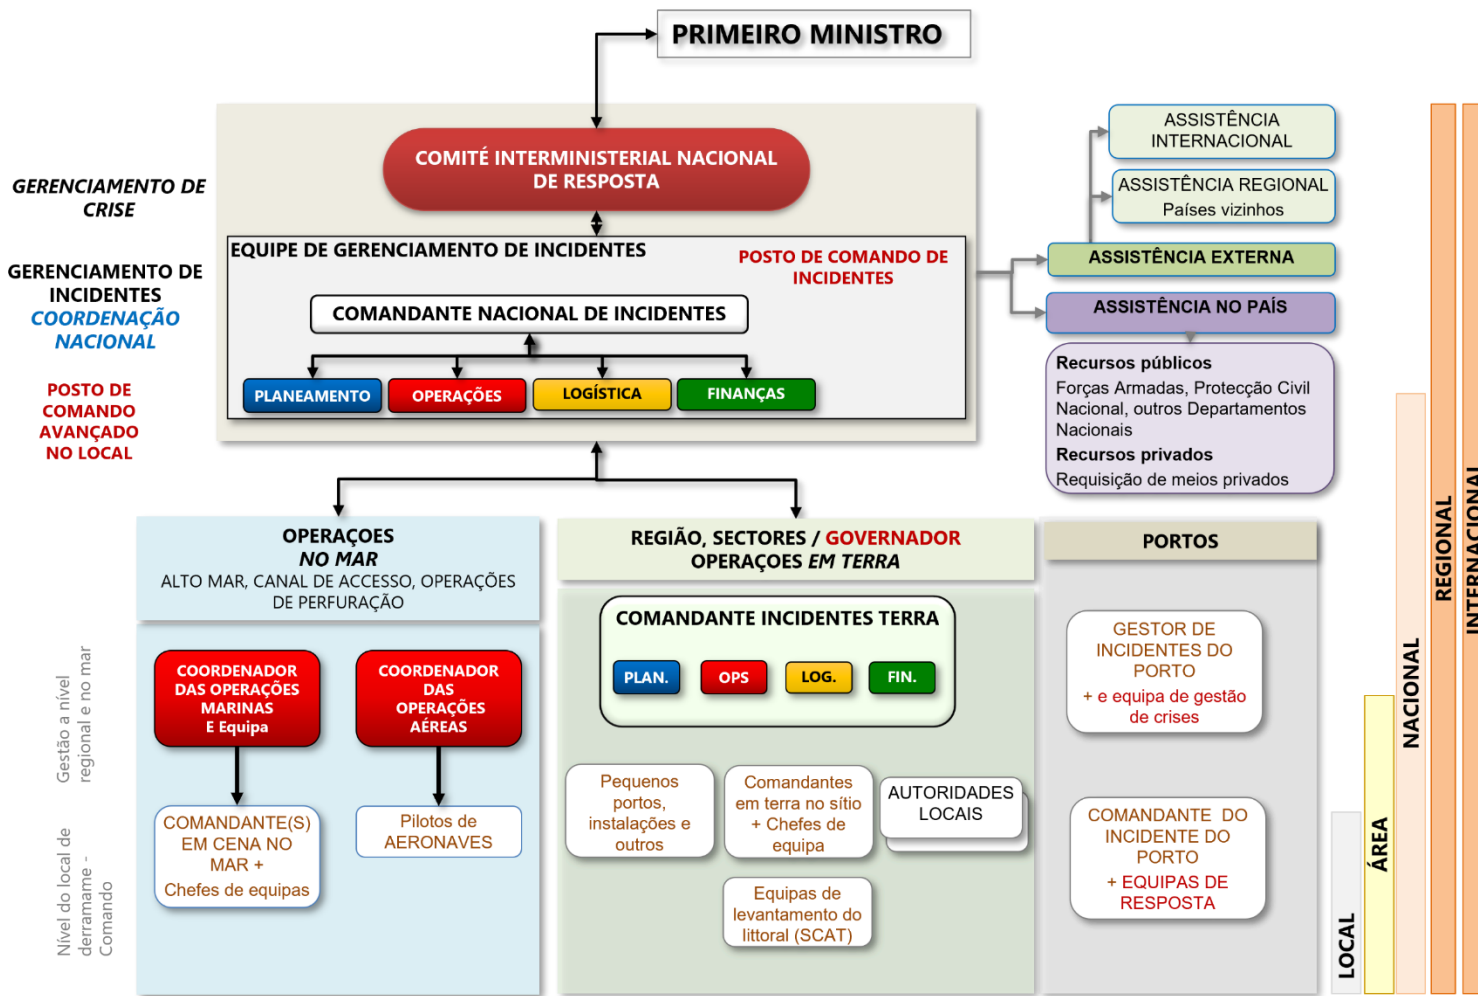 PRIMEIRO MINISTRO
COMITÉ INTERMINISTERIAL NACIONAL
DE RESPOSTA
GERENCIAMENTO DE
CRISE
GERENCIAMENTO DE
INCIDENTES
COORDENAÇÃO
NACIONAL
POSTO DE
COMANDO
AVANÇADO
NO LOCAL
EQUIPE DE GERENCIAMENTO DE INCIDENTES
POSTO DE COMANDO DE
INCIDENTES
COMANDANTE NACIONAL DE INCIDENTES
PLANEAMENTO
OPERAÇÕES
LOGÍSTICA
FINANÇAS
ASSISTÊNCIA
INTERNACIONAL
ASSISTÊNCIA REGIONAL
Países vizinhos
ASSISTÊNCIA EXTERNA
ASSISTÊNCIA NO PAÍS
Recursos públicos
Forças Armadas, Protecção Civil
Nacional, outros Departamentos
Nacionais
Recursos privados
Requisição de meios privados
OPERAÇOES
NO MAR
ALTO MAR, CANAL DE ACCESSO, OPERAÇÕES
DE PERFURAÇÃO
REGIÃO, SECTORES / GOVERNADOR
OPERAÇOES EM TERRA
PORTOS
Gestão a nível
regional e no mar
Nível do local de
derramame -
Comando
COORDENADOR
DAS OPERAÇÕES
MARINAS
E Equipa
COORDENADOR
DAS
OPERAÇÕES
AÉREAS
COMANDANTE(S)
EM CENA NO
MAR +
Chefes de equipas
Pilotos de
AERONAVES
COMANDANTE INCIDENTES TERRA
PLAN.
OPS
LOG.
FIN.
Pequenos
portos,
instalações e
outros
Comandantes
em terra no sítio
+ Chefes de
equipa
AUTORIDADES
LOCAIS
Equipas de
levantamento do
littoral (SCAT)
GESTOR DE
INCIDENTES DO
PORTO
+ e equipa de gestão
de crises
COMANDANTE DO
INCIDENTE DO
PORTO
+ EQUIPAS DE
RESPOSTA
LOCAL
ÁREA
NACIONAL
REGIONAL
INTERNACIONAL